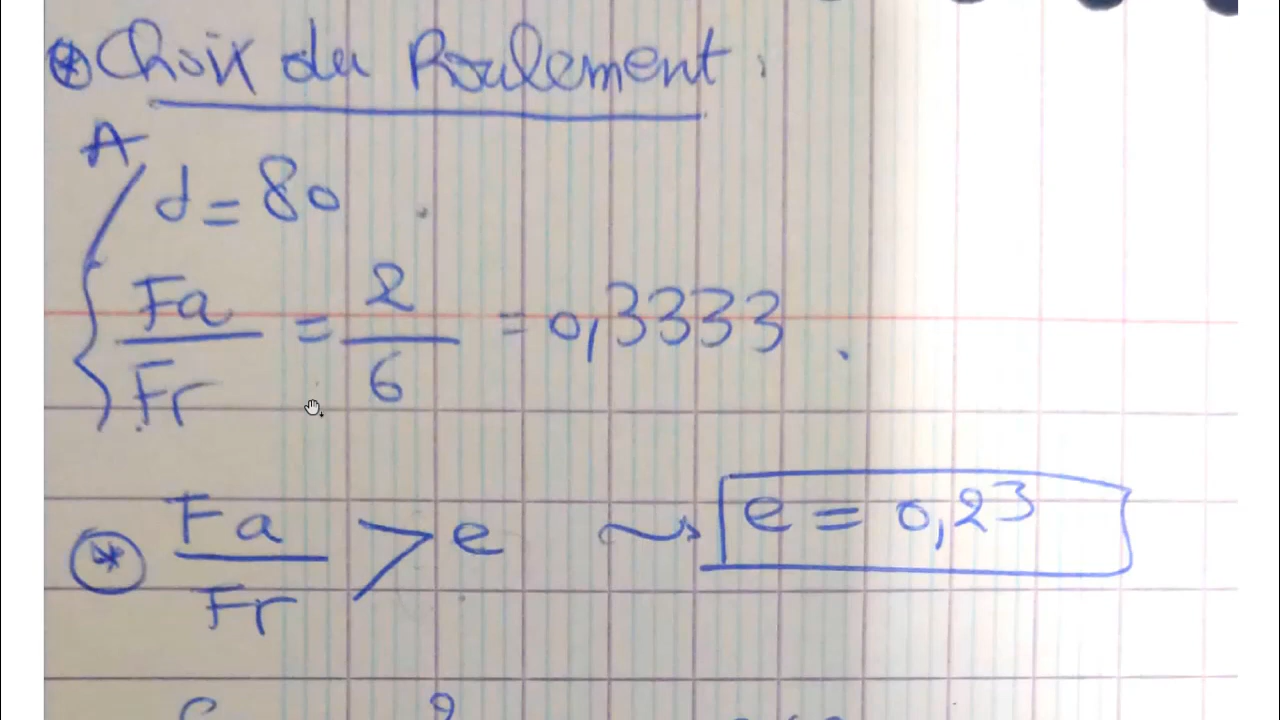 * Choix du Roulement :
A/ d = 80
Fa/Fr = 2/6 = 0,3333.
* Fa/Fr > e ⇝ e = 0,23